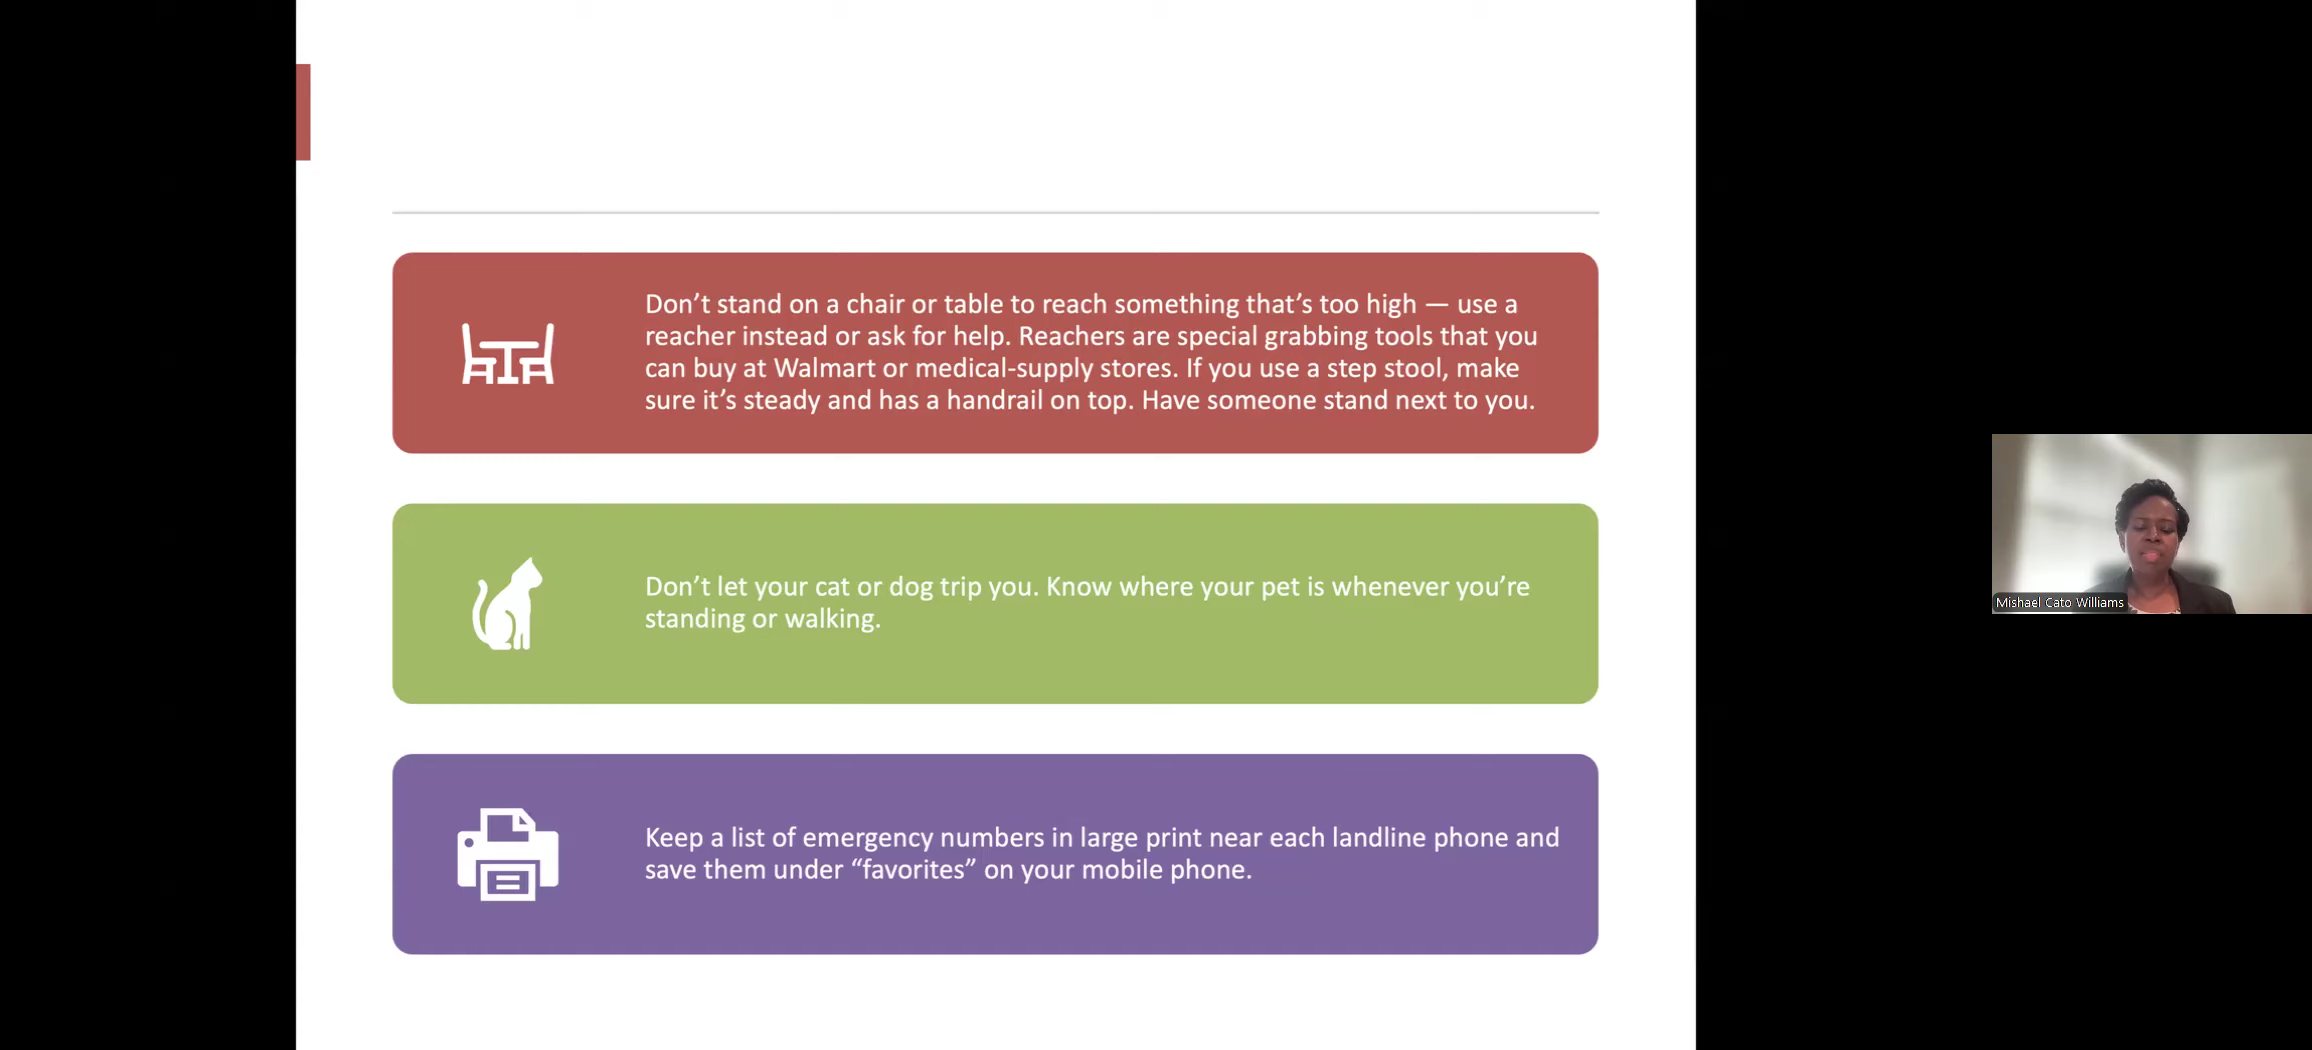 Don’t stand on a chair or table to reach something that’s too high — use a
reacher instead or ask for help. Reachers are special grabbing tools that you
can buy at Walmart or medical-supply stores. If you use a step stool, make
sure it’s steady and has a handrail on top. Have someone stand next to you.
Don’t let your cat or dog trip you. Know where your pet is whenever you’re
standing or walking.
Keep a list of emergency numbers in large print near each landline phone and
save them under “favorites” on your mobile phone.
Mishael Cato Williams